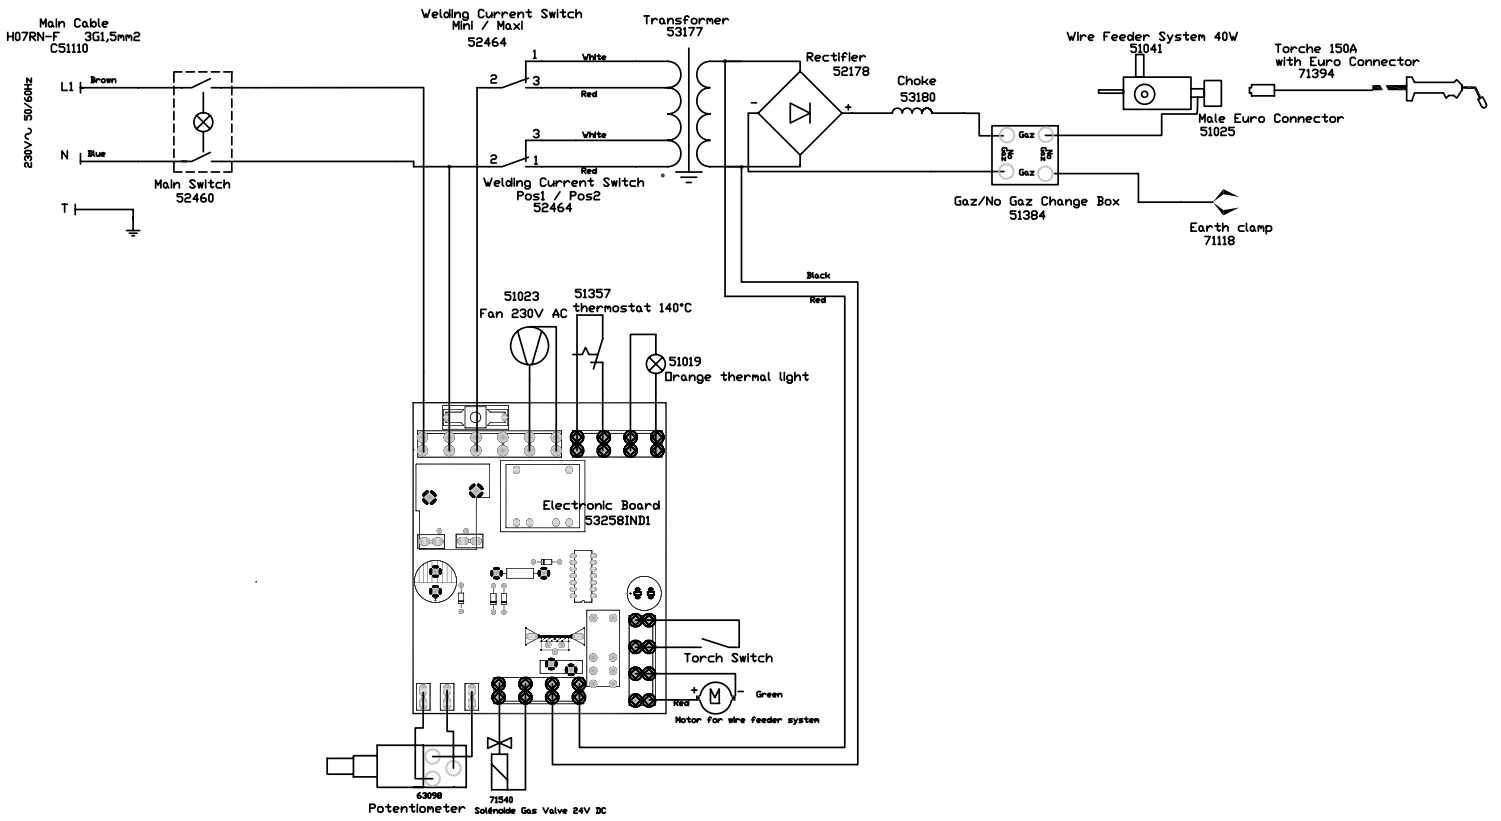 Main Cable
H07RN-F 3G1,5mm2
C51110
230V~ 50/60Hz
L1
Brown
N
Blue
T
Main Switch
52460
Welding Current Switch
Mini / Maxi
52464
1
White
2
3
Red
3
White
2
1
Red
Welding Current Switch
Pos1 / Pos2
52464
Transformer
53177
Rectifier
52178
-
+
Choke
53180
Gaz
No Gaz
No Gaz
Gaz
Gaz/No Gaz Change Box
51384
Wire Feeder System 40W
51041
Male Euro Connector
51025
Torche 150A
with Euro Connector
71394
Earth clamp
71118
Black
Red
51023
Fan 230V AC
51357
thermostat 140°C
51019
Orange thermal light
Electronic Board
53258IND1
+
Torch Switch
+
M
-
Green
Red
Motor for wire feeder system
63098
Potentiometer
71540
Solénoide Gas Valve 24V DC